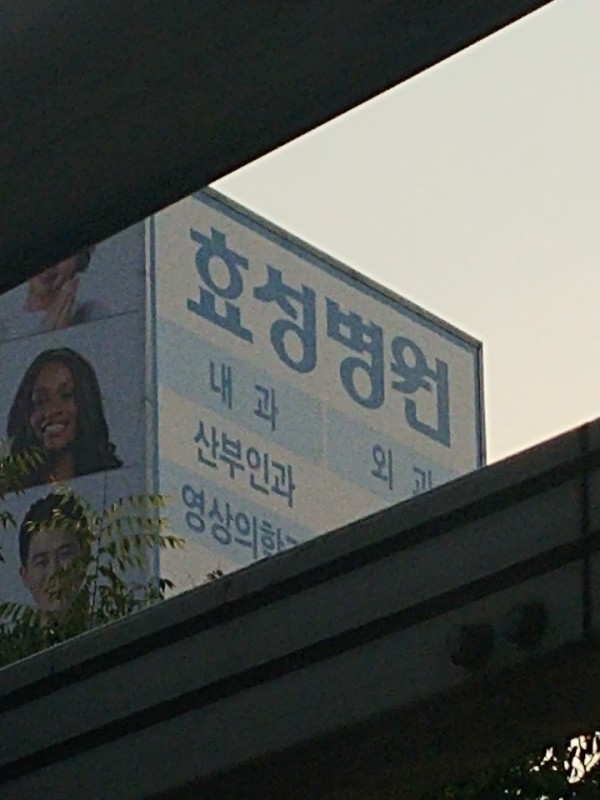 효성병원
내 과
외 과
산부인과
영상의학